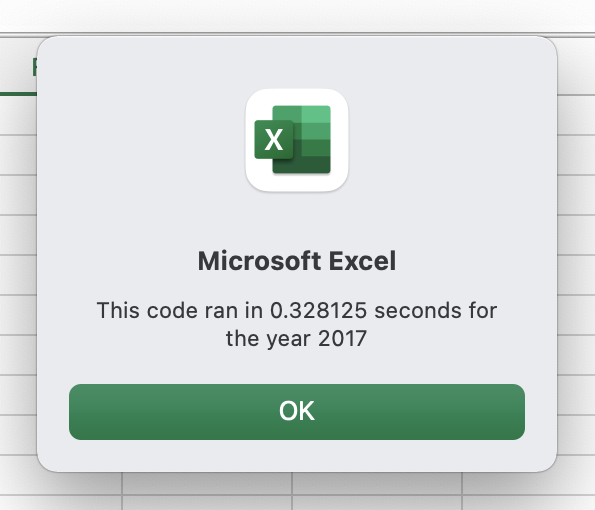 X
Microsoft Excel
This code ran in 0.328125 seconds for
the year 2017
OK